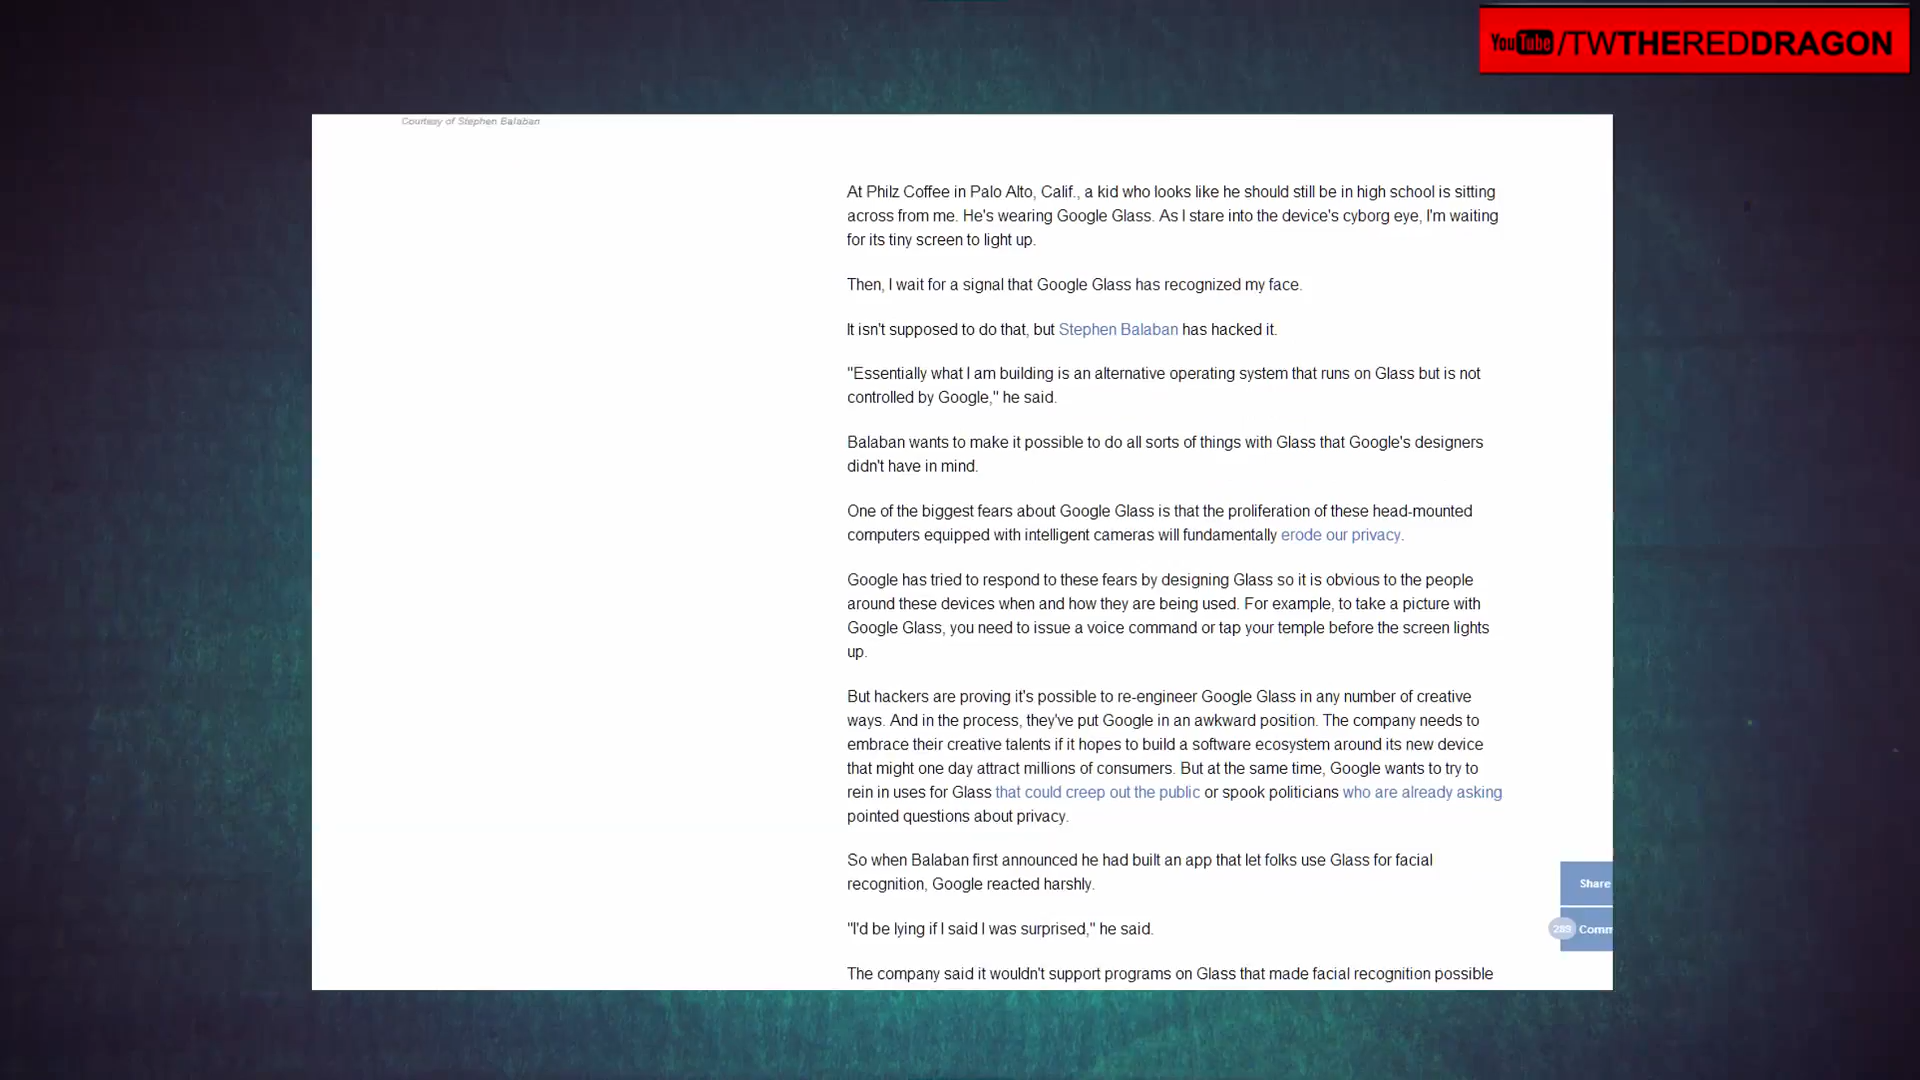 YouTube/TWTHEREDDRAGON
Courtesy of Stephen Balaban
At Philz Coffee in Palo Alto, Calif., a kid who looks like he should still be in high school is sitting
across from me. He's wearing Google Glass. As I stare into the device's cyborg eye, I'm waiting
for its tiny screen to light up.
Then, I wait for a signal that Google Glass has recognized my face.
It isn't supposed to do that, but Stephen Balaban has hacked it.
"Essentially what I am building is an alternative operating system that runs on Glass but is not
controlled by Google," he said.
Balaban wants to make it possible to do all sorts of things with Glass that Google's designers
didn't have in mind.
One of the biggest fears about Google Glass is that the proliferation of these head-mounted
computers equipped with intelligent cameras will fundamentally erode our privacy.
Google has tried to respond to these fears by designing Glass so it is obvious to the people
around these devices when and how they are being used. For example, to take a picture with
Google Glass, you need to issue a voice command or tap your temple before the screen lights
up.
But hackers are proving it's possible to re-engineer Google Glass in any number of creative
ways. And in the process, they've put Google in an awkward position. The company needs to
embrace their creative talents if it hopes to build a software ecosystem around its new device
that might one day attract millions of consumers. But at the same time, Google wants to try to
rein in uses for Glass that could creep out the public or spook politicians who are already asking
pointed questions about privacy.
So when Balaban first announced he had built an app that let folks use Glass for facial
recognition, Google reacted harshly.
"I'd be lying if I said I was surprised," he said.
The company said it wouldn't support programs on Glass that made facial recognition possible
Share
289 Comm